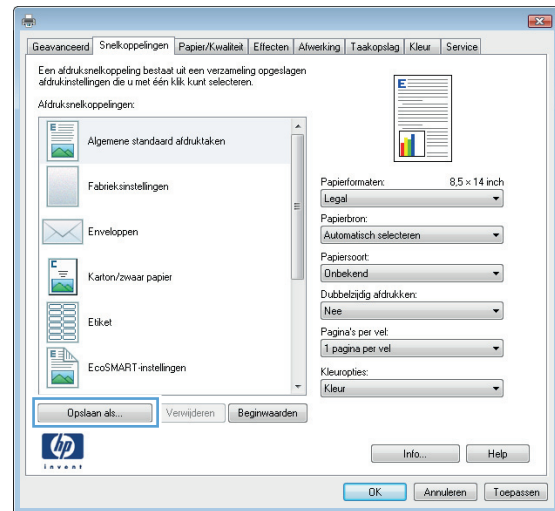 Geavanceerd Snelkoppelingen Papier/Kwaliteit Effecten Afwerking Taakopslag Kleur Service
Een afdruksnelkoppeling bestaat uit een verzameling opgeslagen
afdrukinstellingen die u met één klik kunt selecteren.
Afdruksnelkoppelingen:
Algemene standaard afdruktaken
Fabrieksinstellingen
Enveloppen
Karton/zwaar papier
Etiket
EcoSMART-instellingen
Opslaan als... Verwijderen Beginwaarden
E
Papierformaten: 8,5 × 14 inch
Legal
Papierbron:
Automatisch selecteren
Papiersoort:
Onbekend
Dubbelzijdig afdrukken:
Nee
Pagina's per vel:
1 pagina per vel
Kleuropties:
Kleur
hp
invent
Info... Help
OK Annuleren Toepassen